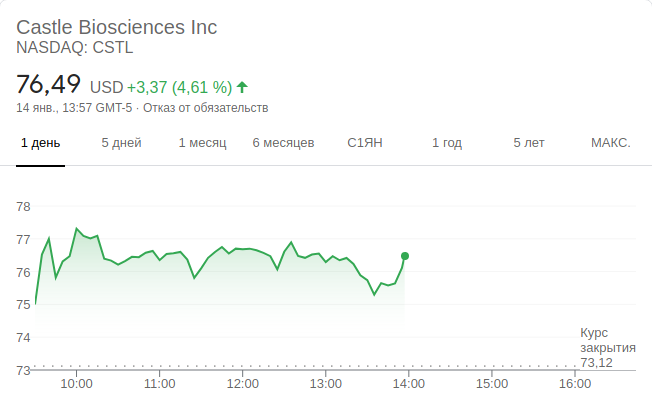 Castle Biosciences Inc
NASDAQ: CSTL
76,49 USD +3,37 (4,61 %)
14 янв., 13:57 GMT-5 · Отказ от обязательств
1 день 5 дней 1 месяц 6 месяцев С1ЯН 1 год 5 лет МАКС.
78
77
76
75
74
73
Курс
закрытия
73,12
10:00 11:00 12:00 13:00 14:00 15:00 16:00